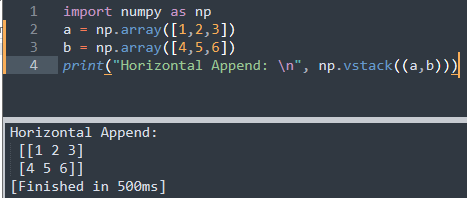 1 import numpy as np
2 a = np.array([1,2,3])
3 b = np.array([4,5,6])
4 print("Horizontal Append: \n", np.vstack((a,b)))
Horizontal Append:
[[1 2 3]
[4 5 6]]
[Finished in 500ms]